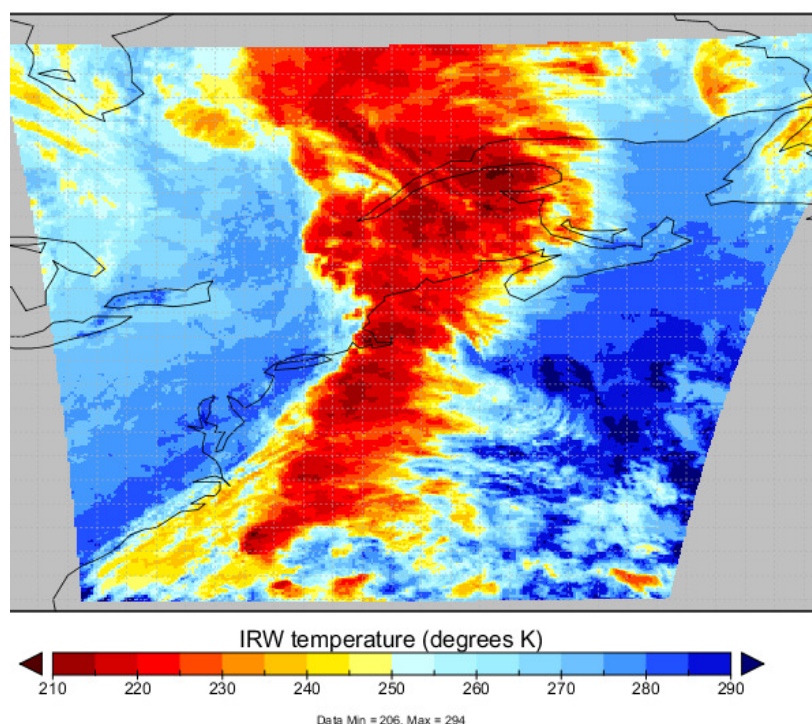 IRW temperature (degrees K)
210 220 230 240 250 260 270 280 290
Data Min = 206, Max = 294